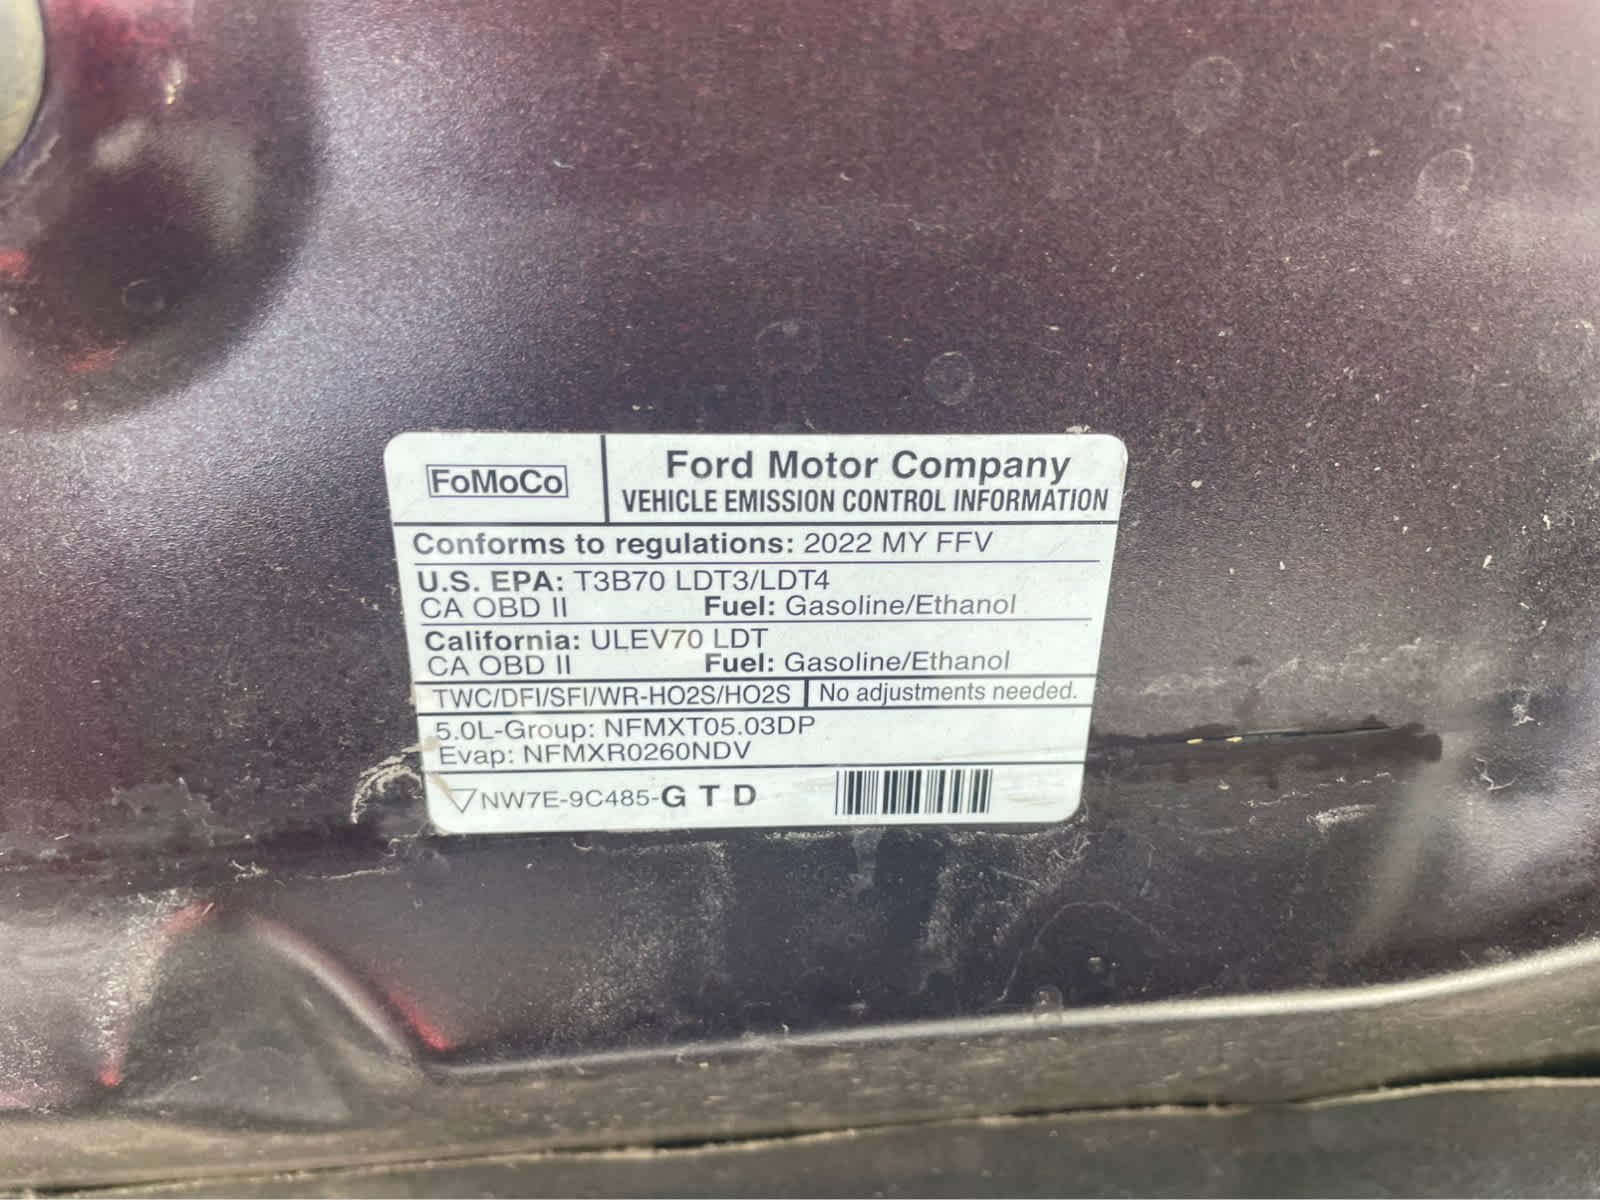 FoMoCo
Ford Motor Company
VEHICLE EMISSION CONTROL INFORMATION
Conforms to regulations: 2022 MY FFV
U.S. EPA: T3B70 LDT3/LDT4
CA OBD II Fuel: Gasoline/Ethanol
California: ULEV70 LDT
CA OBD II Fuel: Gasoline/Ethanol
TWC/DFI/SFI/WR-HO2S/HO2S No adjustments needed.
5.0L-Group: NFMXT05.03DP
Evap: NFMXR0260NDV
NW7E-9C485-G T D